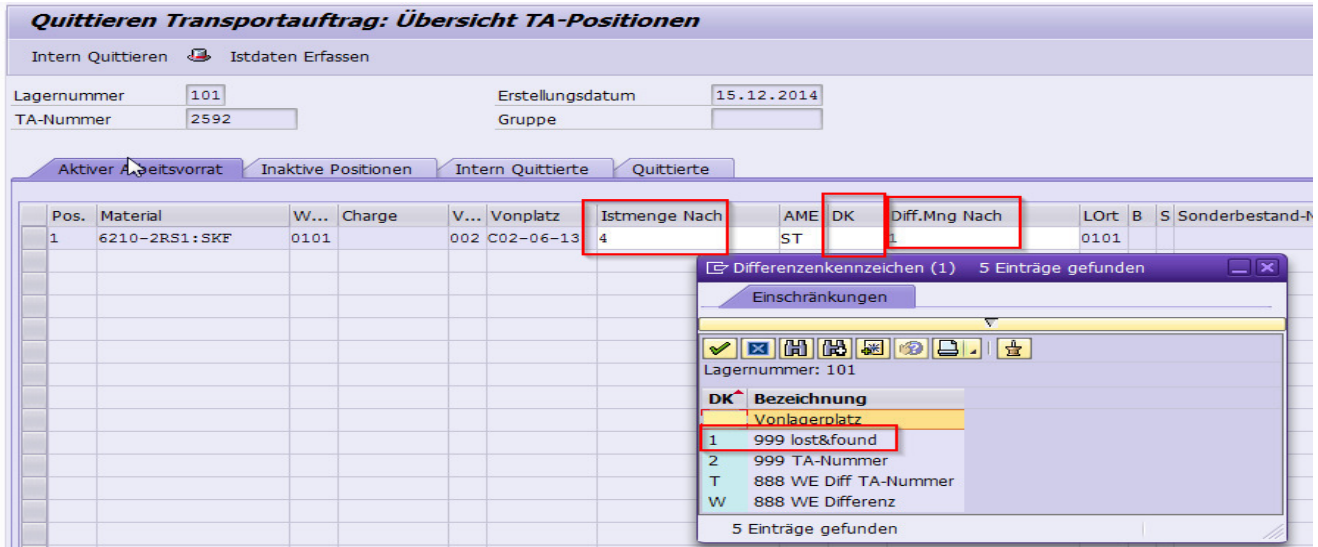 Quittieren Transportauftrag: Übersicht TA-Positionen
Intern Quittieren Istdaten Erfassen
Lagernummer 101 Erstellungsdatum 15.12.2014
TA-Nummer 2592 Gruppe
Aktiver Arbeitsvorrat Inaktive Positionen Intern Quittierte Quittierte
Pos. Material W... Charge V... Vonplatz Istmenge Nach AME DK Diff.Mng Nach LOrt B S Sonderbestand-N
1 6210-2RS1:SKF 0101 002 C02-06-13 4 ST 1 0101
Differenzenkennzeichen (1) 5 Einträge gefunden
Einschränkungen
Lagernummer: 101
DK Bezeichnung
Vonlagerplatz
1 999 lost&found
2 999 TA-Nummer
T 888 WE Diff TA-Nummer
W 888 WE Differenz
5 Einträge gefunden